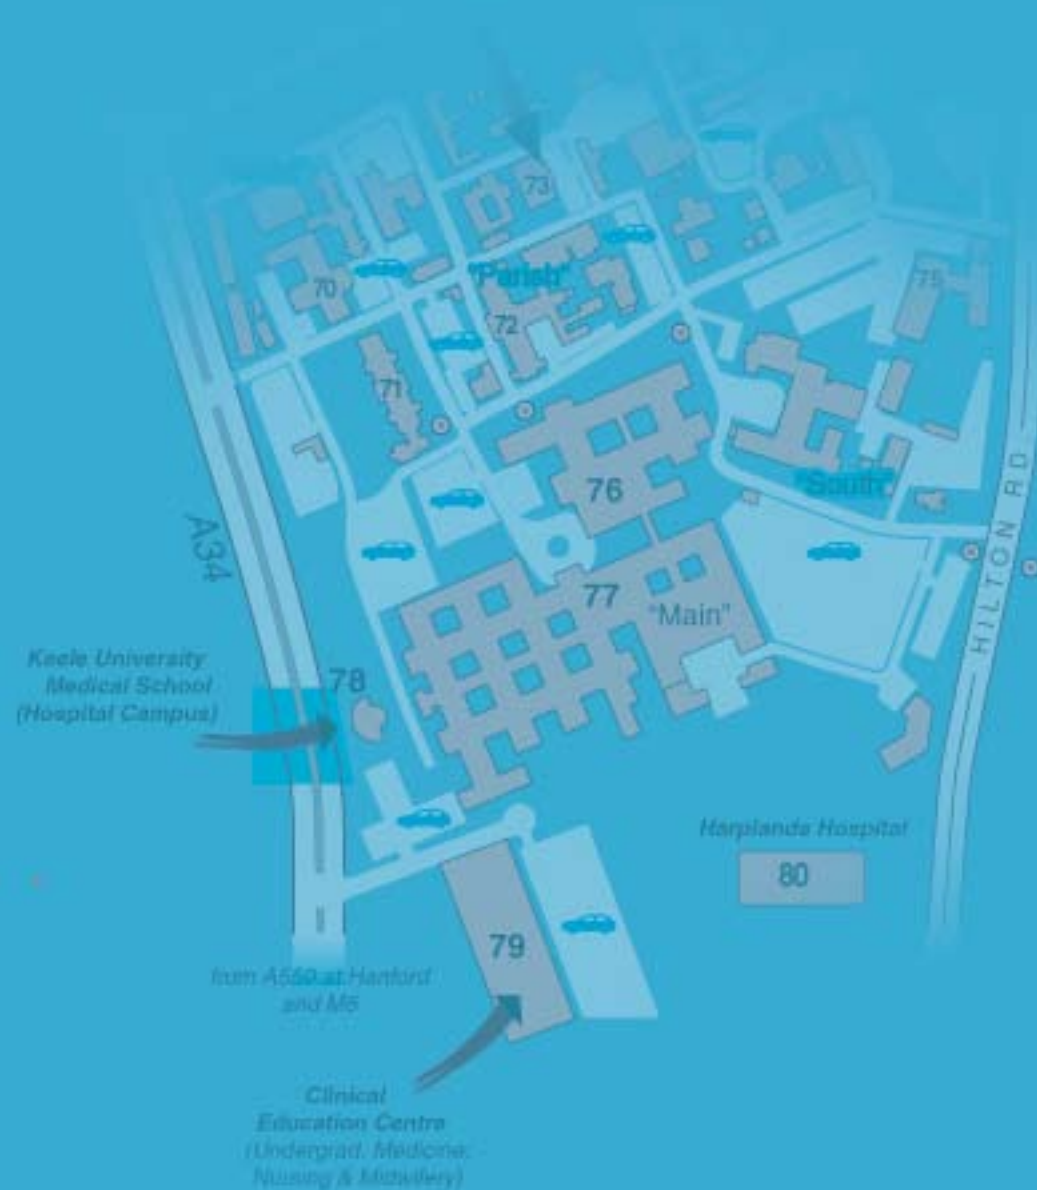 73
"Parish"
70
75
72
71
76
"South"
A34
HILTON RD
77
"Main"
Keele University
Medical School
(Hospital Campus)
78
Harplands Hospital
80
79
from A550 at Hanford
and M6
Clinical
Education Centre
(Undergrad. Medicine;
Nursing & Midwifery)